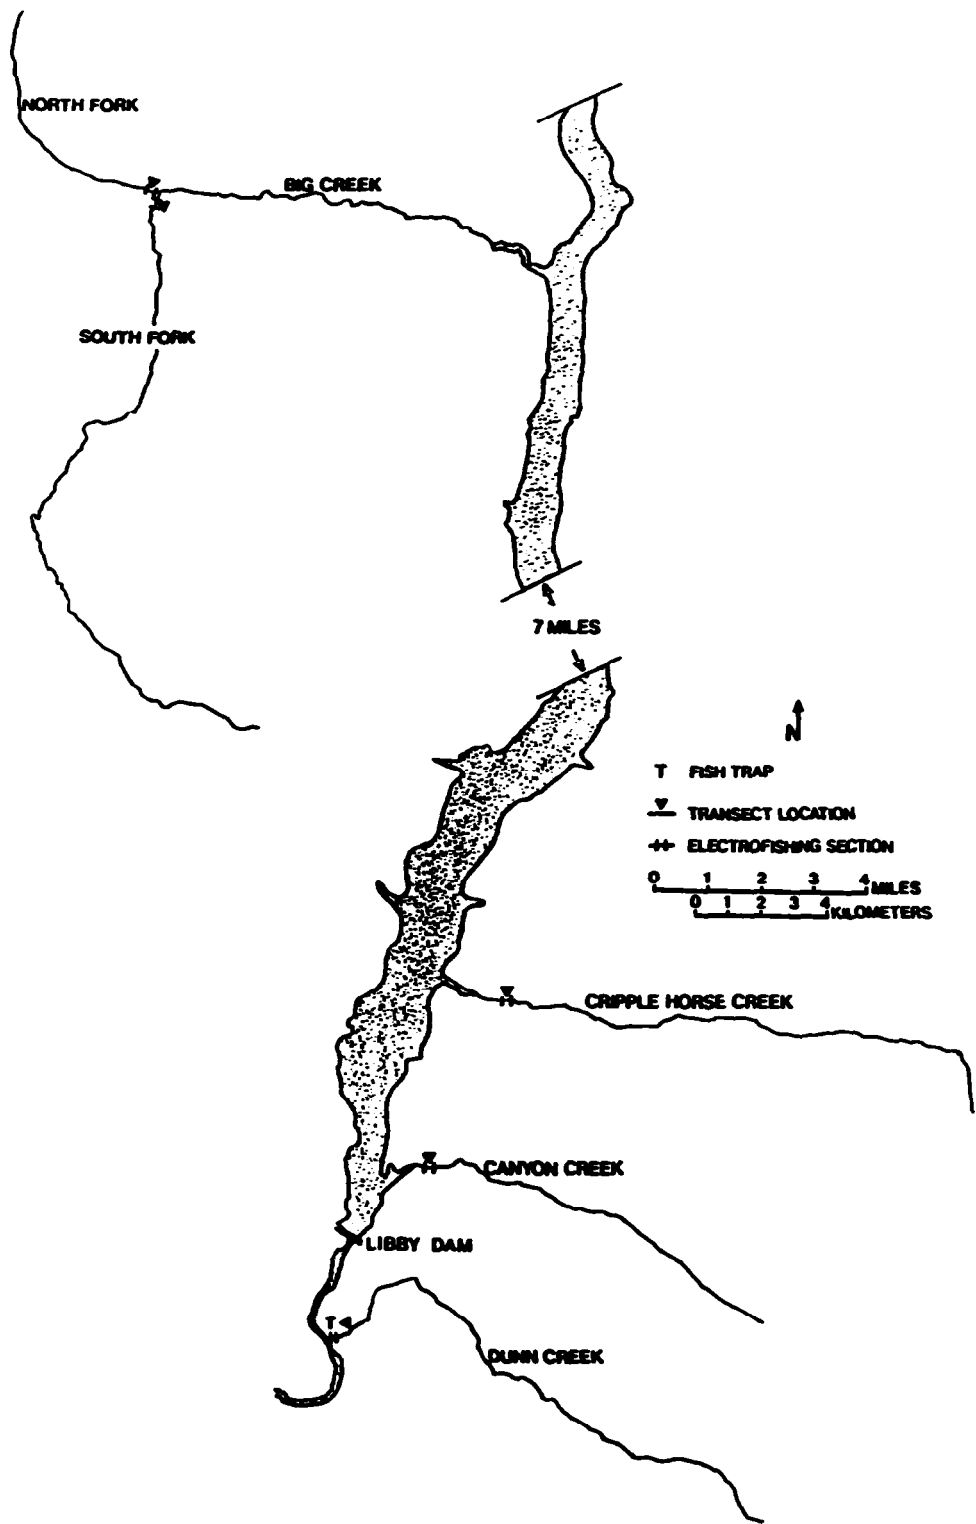 NORTH FORK
BIG CREEK
SOUTH FORK
7 MILES
N
T FISH TRAP
TRANSECT LOCATION
ELECTROFISHING SECTION
0 1 2 3 4 MILES
0 1 2 3 4 KILOMETERS
CRIPPLE HORSE CREEK
CANYON CREEK
LIBBY DAM
T
DUNN CREEK